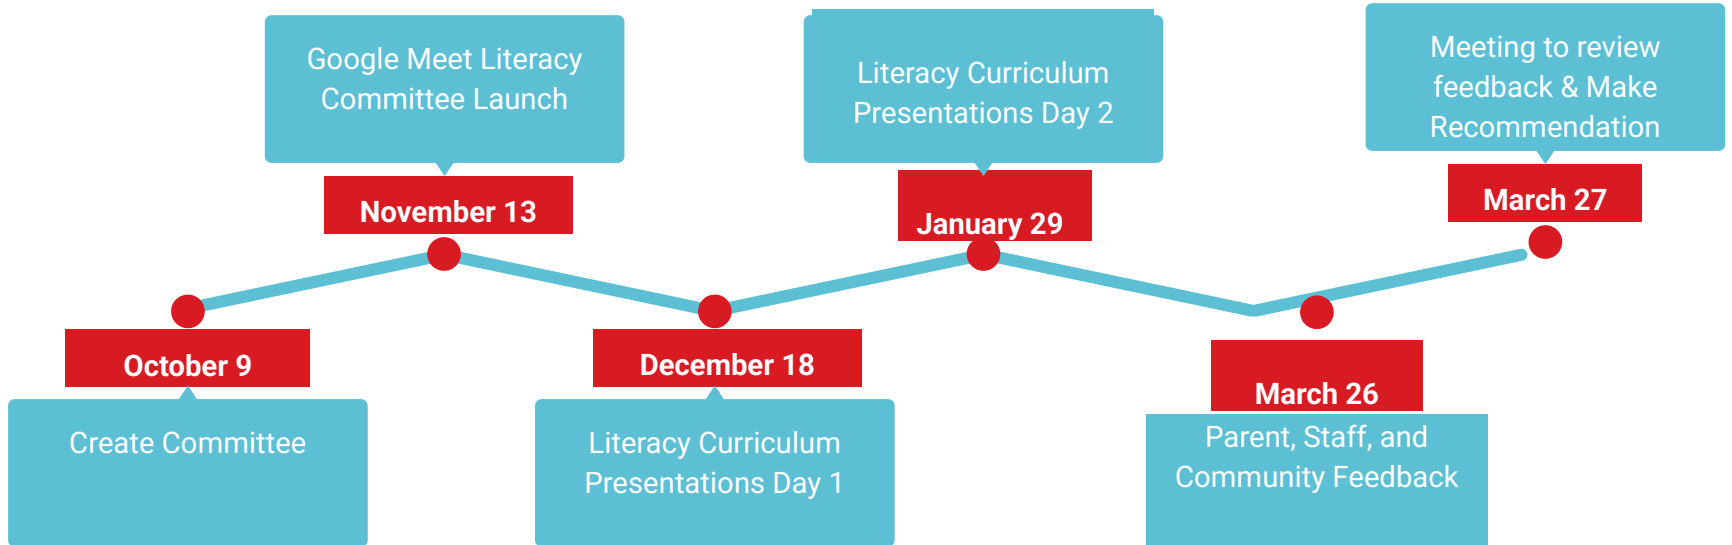 Google Meet Literacy
Committee Launch
November 13
Literacy Curriculum
Presentations Day 2
January 29
Meeting to review
feedback & Make
Recommendation
March 27
October 9
Create Committee
December 18
Literacy Curriculum
Presentations Day 1
March 26
Parent, Staff, and
Community Feedback